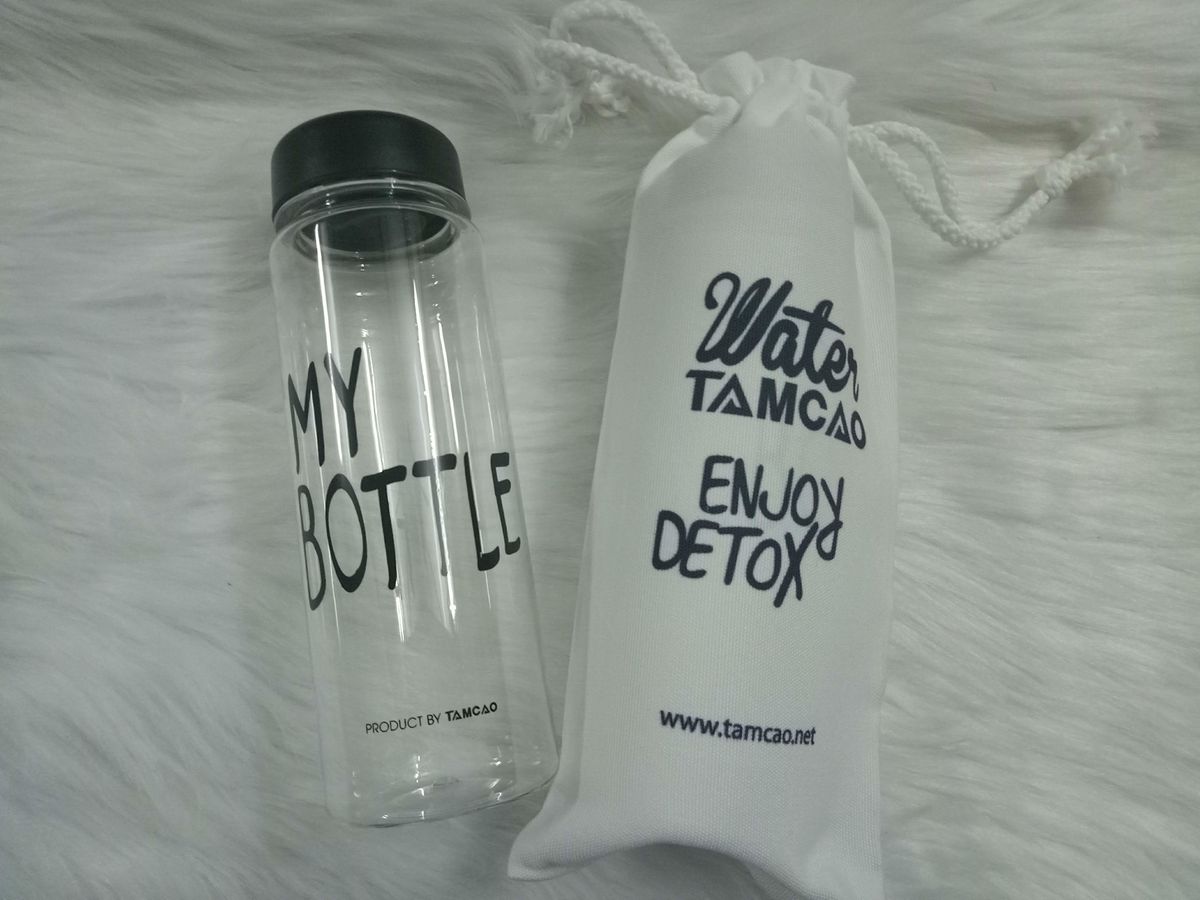 MY
BOTTLE
PRODUCT BY TAMCAO
Water
TAMCAO
ENJOY
DETOX
www.tamcao.net